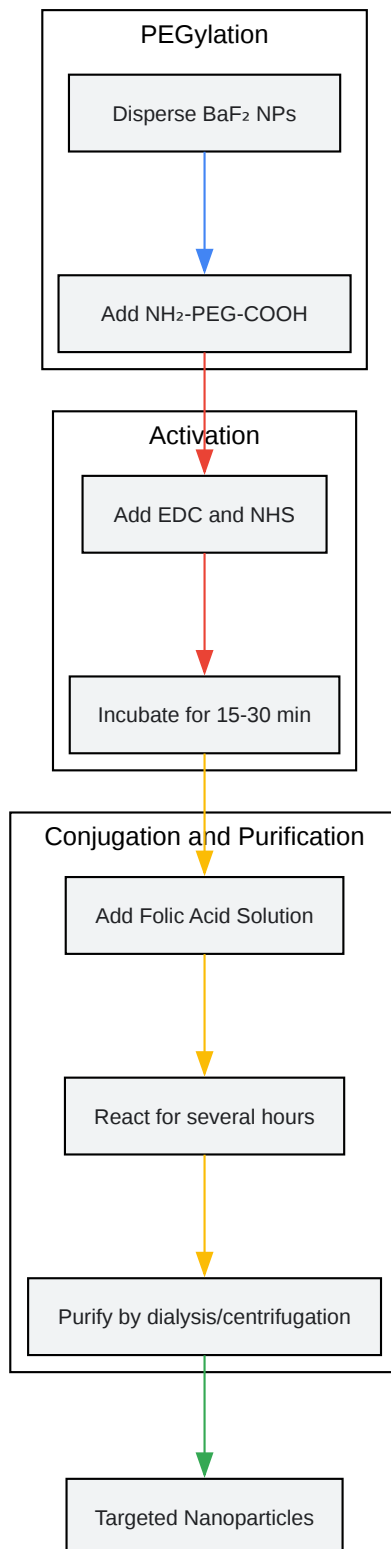 PEGylation
Disperse BaF₂ NPs
Add NH₂-PEG-COOH
Activation
Add EDC and NHS
Incubate for 15-30 min
Conjugation and Purification
Add Folic Acid Solution
React for several hours
Purify by dialysis/centrifugation
Targeted Nanoparticles